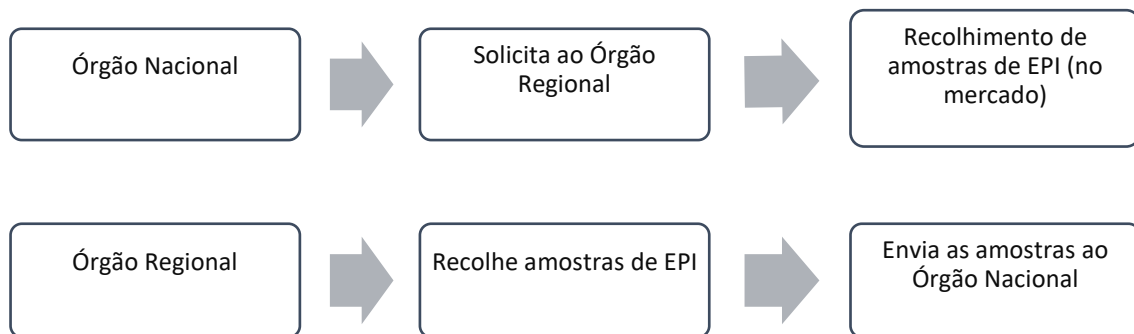 Órgão Nacional
Solicita ao Órgão
Regional
Recolhimento de
amostras de EPI (no
mercado)
Órgão Regional
Recolhe amostras de EPI
Envia as amostras ao
Órgão Nacional